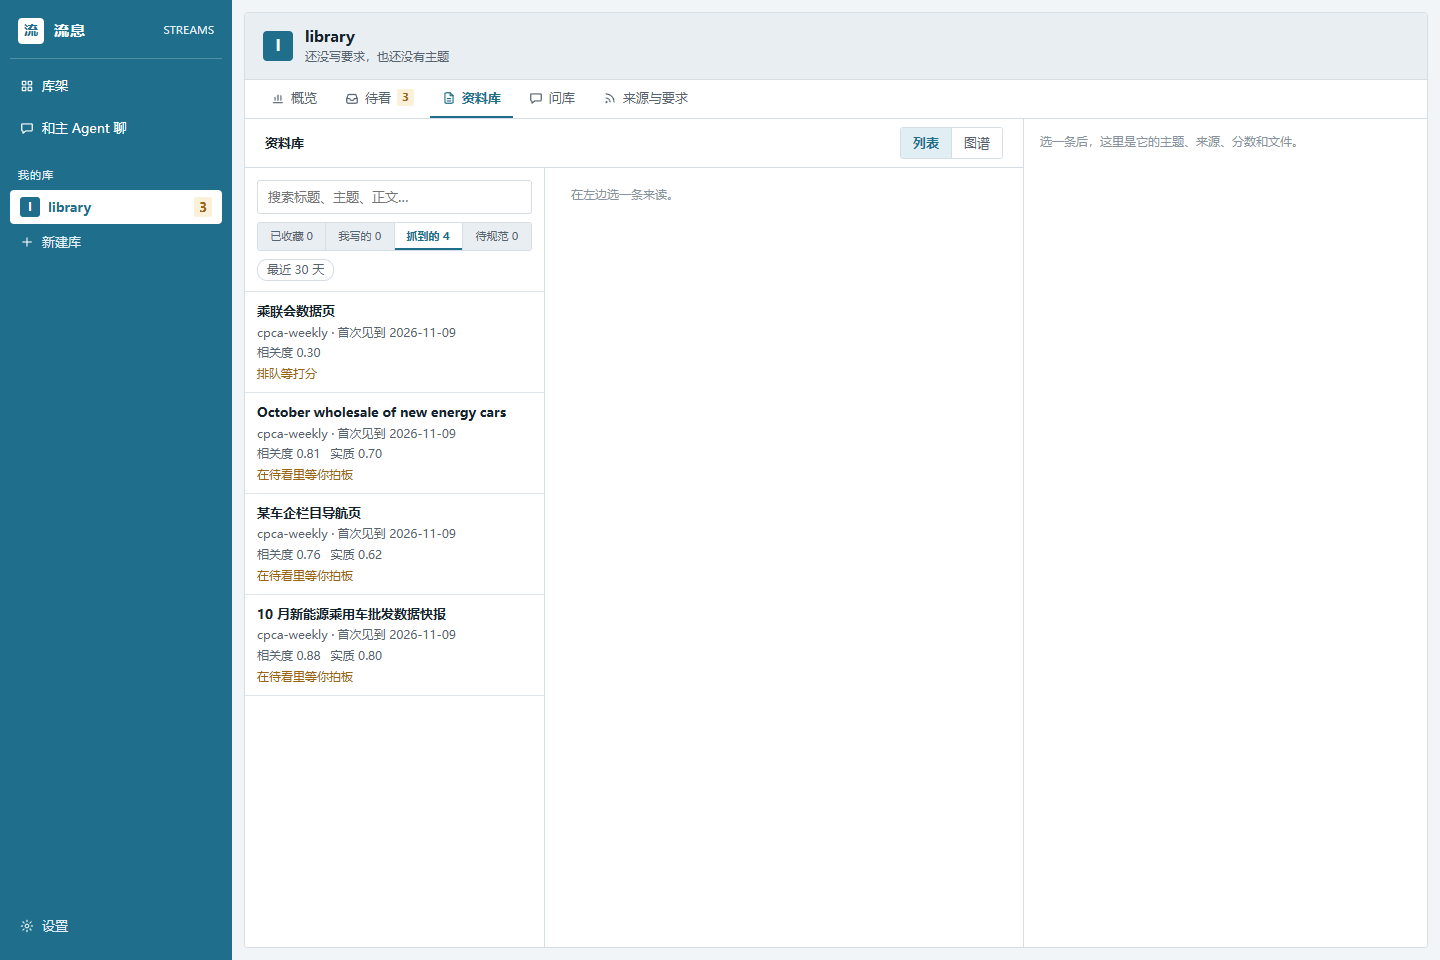 流 流息 STREAMS
库架
和主 Agent 聊
我的库
l library 3
新建库
设置
l library
还没写要求，也还没有主题
概览 待看 3 资料库 问库 来源与要求
资料库 列表 图谱
搜索标题、主题、正文...
已收藏 0 我写的 0 抓到的 4 待规范 0
最近 30 天
乘联会数据页
cpca-weekly · 首次见到 2026-11-09
相关度 0.30
排队等打分
October wholesale of new energy cars
cpca-weekly · 首次见到 2026-11-09
相关度 0.81 实质 0.70
在待看里等你拍板
某车企栏目导航页
cpca-weekly · 首次见到 2026-11-09
相关度 0.76 实质 0.62
在待看里等你拍板
10 月新能源乘用车批发数据快报
cpca-weekly · 首次见到 2026-11-09
相关度 0.88 实质 0.80
在待看里等你拍板
在左边选一条来读。
选一条后，这里是它的主题、来源、分数和文件。